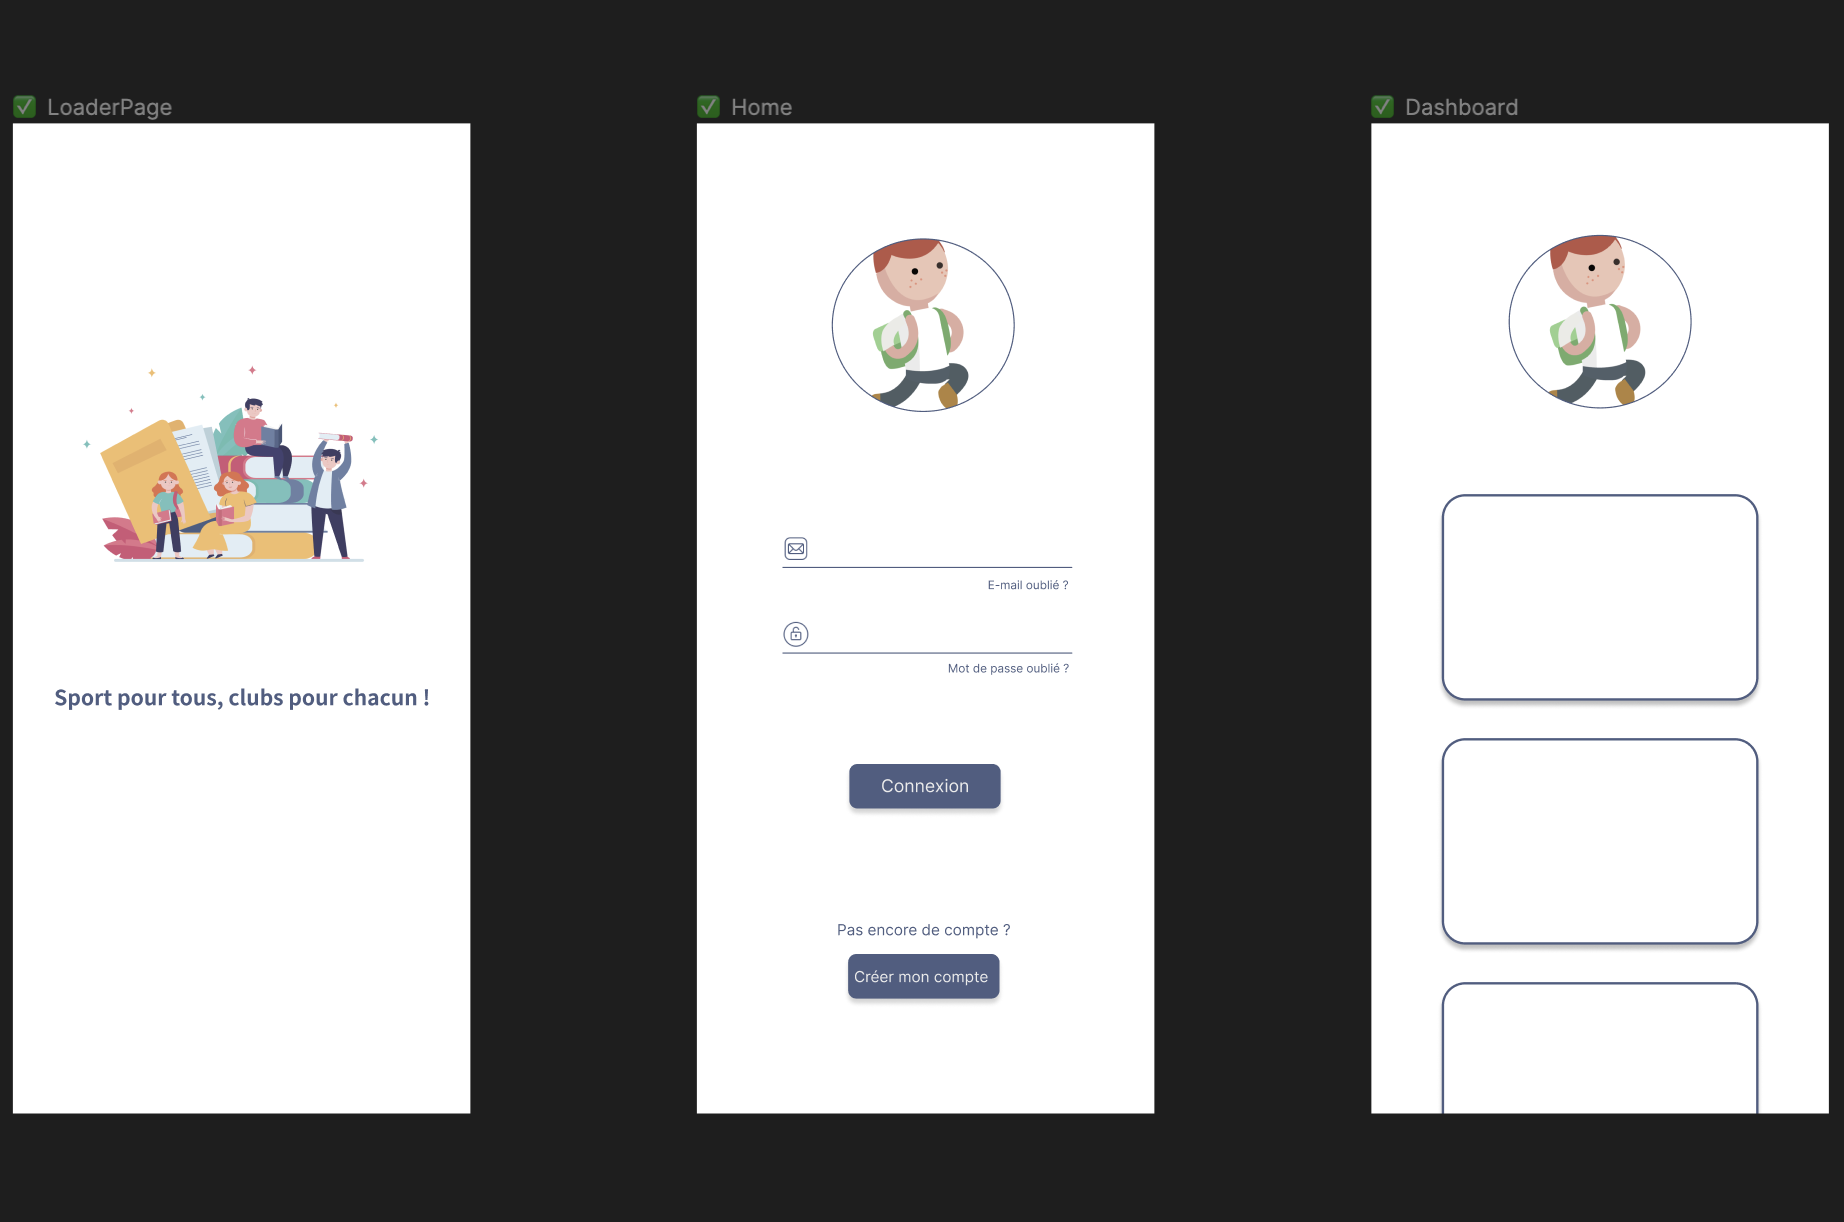 ✅ LoaderPage
Sport pour tous, clubs pour chacun !
✅ Home
E-mail oublié ?
Mot de passe oublié ?
Connexion
Pas encore de compte ?
Créer mon compte
✅ Dashboard